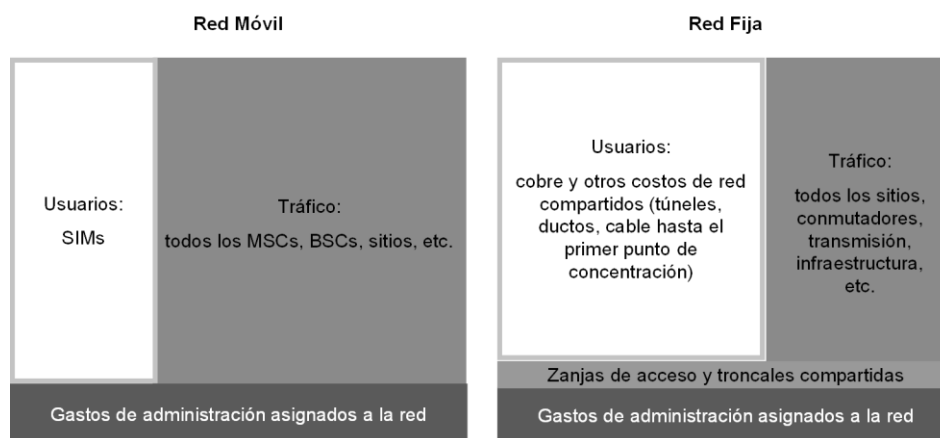 Red Móvil
Usuarios:
SIMs
Tráfico:
todos los MSCs, BSCs, sitios, etc.
Gastos de administración asignados a la red
Red Fija
Usuarios:
cobre y otros costos de red
compartidos (túneles,
ductos, cable hasta el
primer punto de
concentración)
Tráfico:
todos los sitios,
conmutadores,
transmisión,
infraestructura,
etc.
Zanjas de acceso y troncales compartidas
Gastos de administración asignados a la red